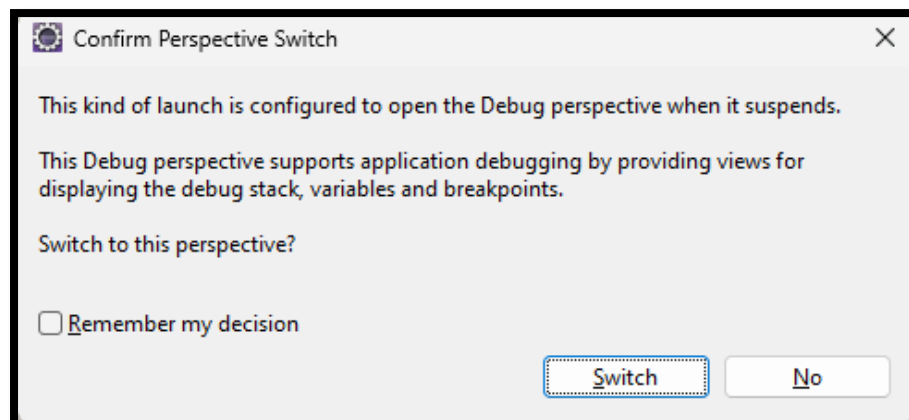 Confirm Perspective Switch
This kind of launch is configured to open the Debug perspective when it suspends.
This Debug perspective supports application debugging by providing views for
displaying the debug stack, variables and breakpoints.
Switch to this perspective?
Remember my decision
Switch
No